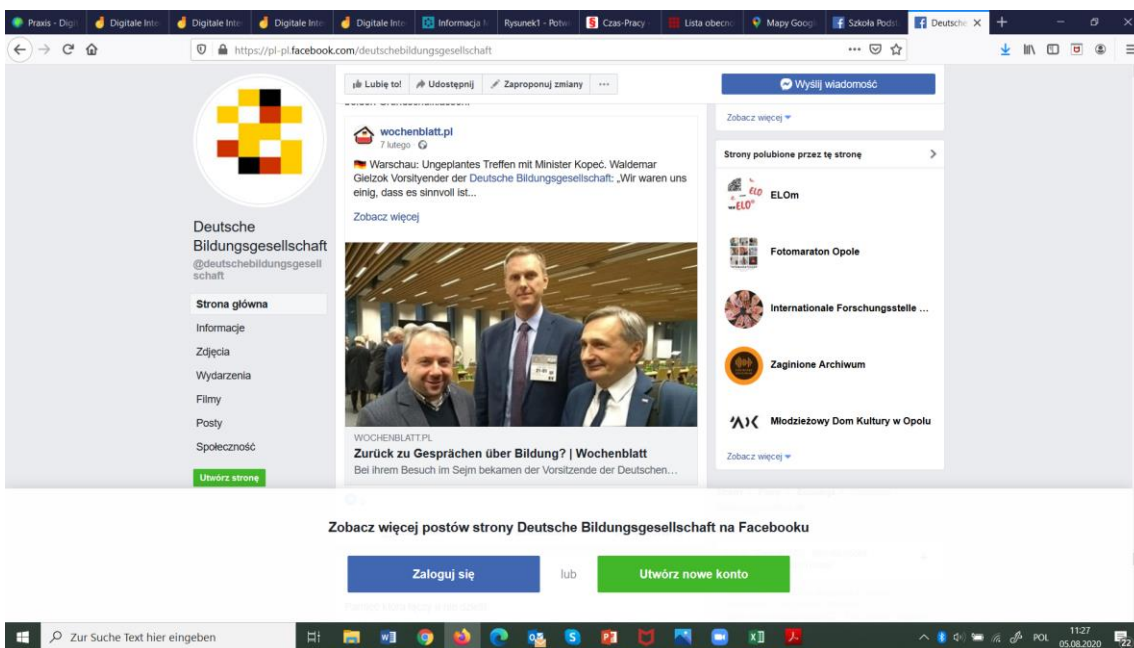 Praxis - Digi
Digitale Inte
Digitale Inte
Digitale Inte
Digitale Inte
Informacja
Rysunek1 - Potw
Czas-Pracy -
Lista obecno
Mapy Googl
Szkoła Podst
Deutsche
https://pl-pl.facebook.com/deutschebildungsgesellschaft
Lubię to!
Udostępnij
Zaproponuj zmiany
Wyślij wiadomość
Deutsche
Bildungsgesellschaft
@deutschebildungsgesell
schaft
Strona główna
Informacje
Zdjęcia
Wydarzenia
Filmy
Posty
Społeczność
Utwórz stronę
wochenblatt.pl
7 lutego
Warschau: Ungeplantes Treffen mit Minister Kopeć. Waldemar
Gielzok Vorsityender der Deutsche Bildungsgesellschaft: „Wir waren uns
einig, dass es sinnvoll ist...
Zobacz więcej
WOCHENBLATT.PL
Zurück zu Gesprächen über Bildung? | Wochenblatt
Bei ihrem Besuch im Sejm bekamen der Vorsitzende der Deutschen…
Zobacz więcej
Strony polubione przez tę stronę
ELOm
Fotomaraton Opole
Internationale Forschungsstelle ...
Zaginione Archiwum
Młodzieżowy Dom Kultury w Opolu
Zobacz więcej
Zobacz więcej postów strony Deutsche Bildungsgesellschaft na Facebooku
Zaloguj się
lub
Utwórz nowe konto
Zur Suche Text hier eingeben
POL
11:27
05.08.2020
22